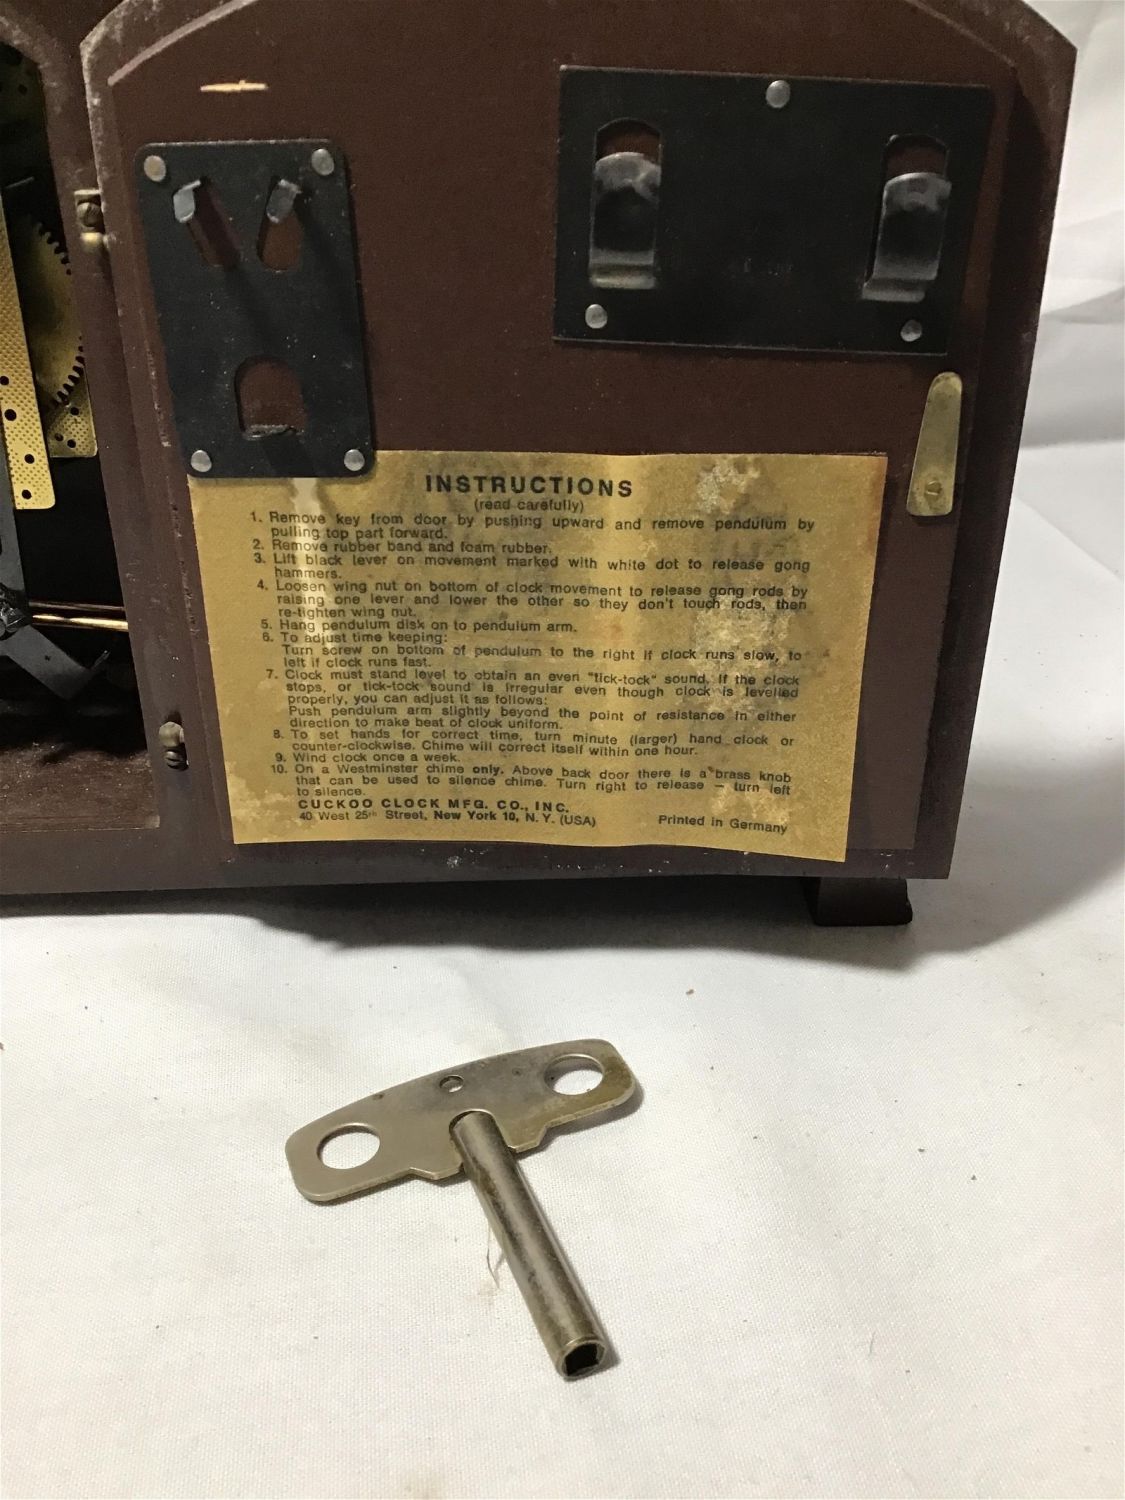 INSTRUCTIONS
(read carefully)
1. Remove key from door by pushing upward and remove pendulum by
pulling top part forward.
2. Remove rubber band and foam rubber.
3. Lift black lever on movement marked with white dot to release gong
hammers.
4. Loosen wing nut on bottom of clock movement to release gong rods by
raising one lever and lower the other so they don't touch rods, then
re-tighten wing nut.
5. Hang pendulum disk on to pendulum arm.
6. To adjust time keeping:
Turn screw on bottom of pendulum to the right if clock runs slow, to
left if clock runs fast.
7. Clock must stand level to obtain an even "tick-tock" sound. If the clock
stops, or tick-tock sound is irregular even though clock is levelled
properly, you can adjust it as follows:
Push pendulum arm slightly beyond the point of resistance in either
direction to make beat of clock uniform.
8. To set hands for correct time, turn minute (larger) hand clock or
counter-clockwise. Chime will correct itself within one hour.
9. Wind clock once a week.
10. On a Westminster chime only. Above back door there is a brass knob
that can be used to silence chime. Turn right to release — turn left
to silence.
CUCKOO CLOCK MFG. CO., INC.
40 West 25th Street, New York 10, N. Y. (USA) Printed in Germany